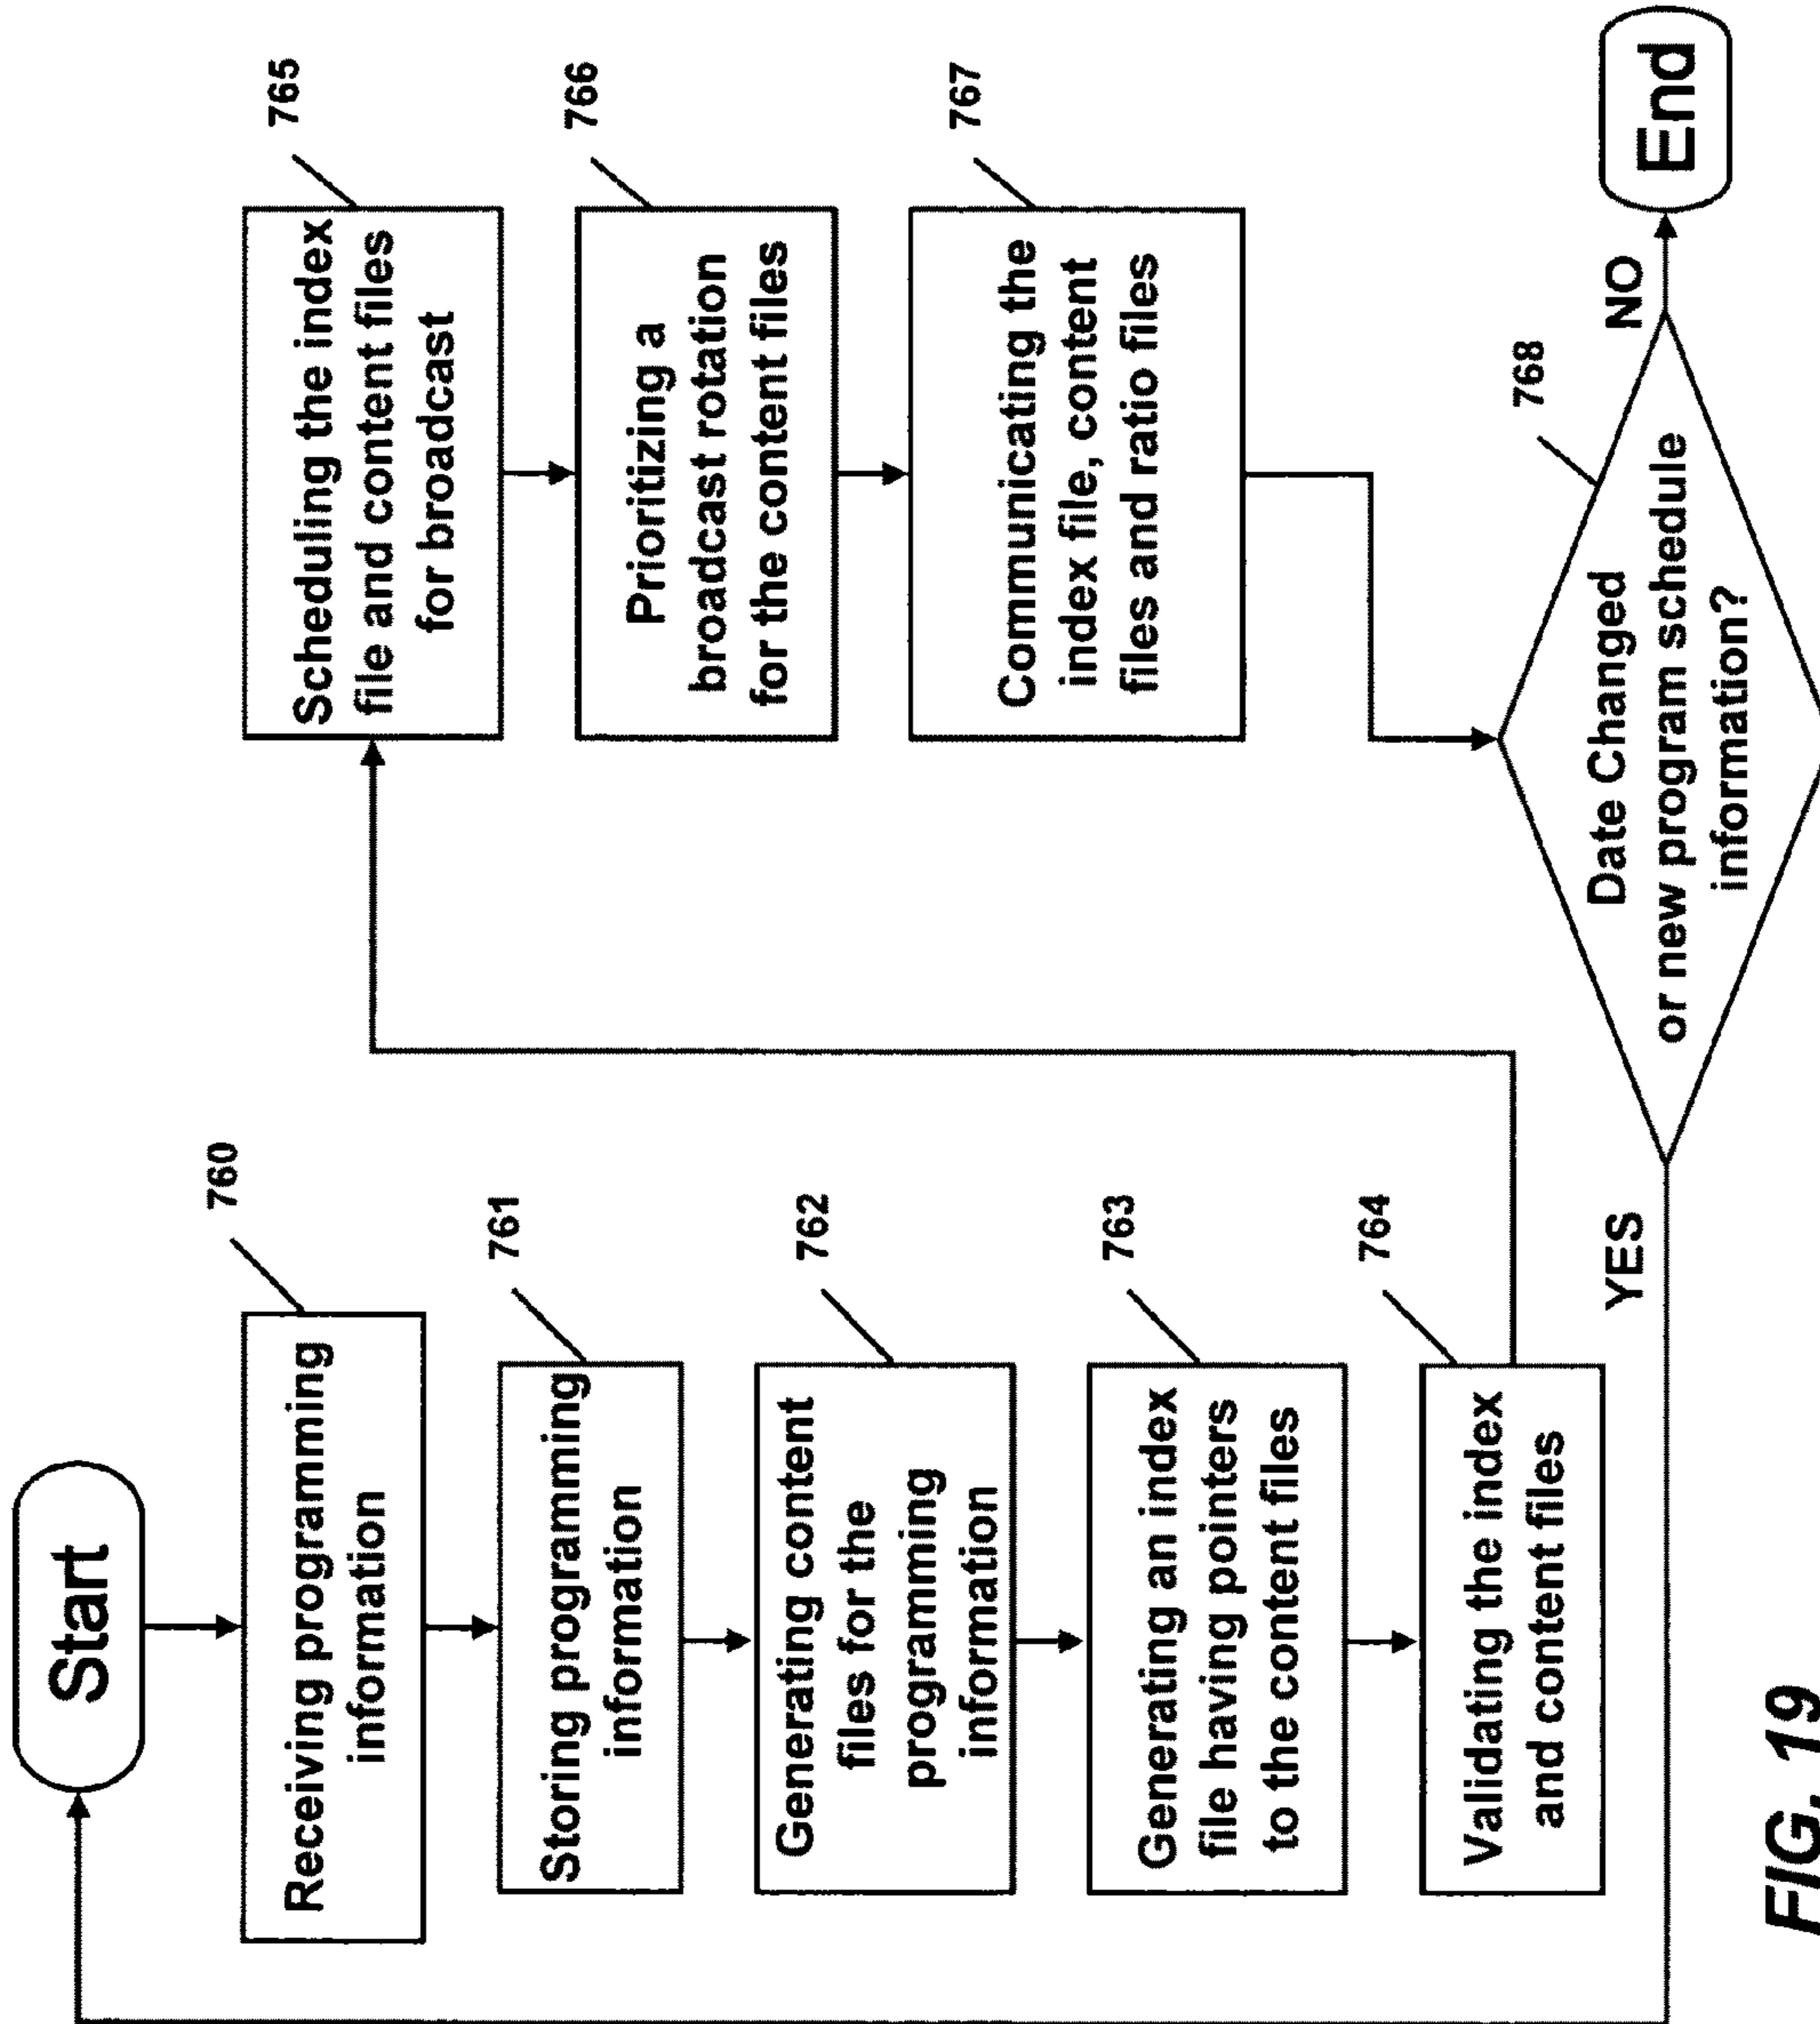 Start
760
Receiving programming
information
761
Storing programming
information
762
Generating content
files for the
programming
information
763
Generating an index
file having pointers
to the content files
764
Validating the index
and content files
765
Scheduling the index
file and content files
for broadcast
766
Prioritizing a
broadcast rotation
for the content files
767
Communicating the
index file, content
files and ratio files
768
Date Changed
or new program schedule
information?
YES
NO
End
FIG. 19